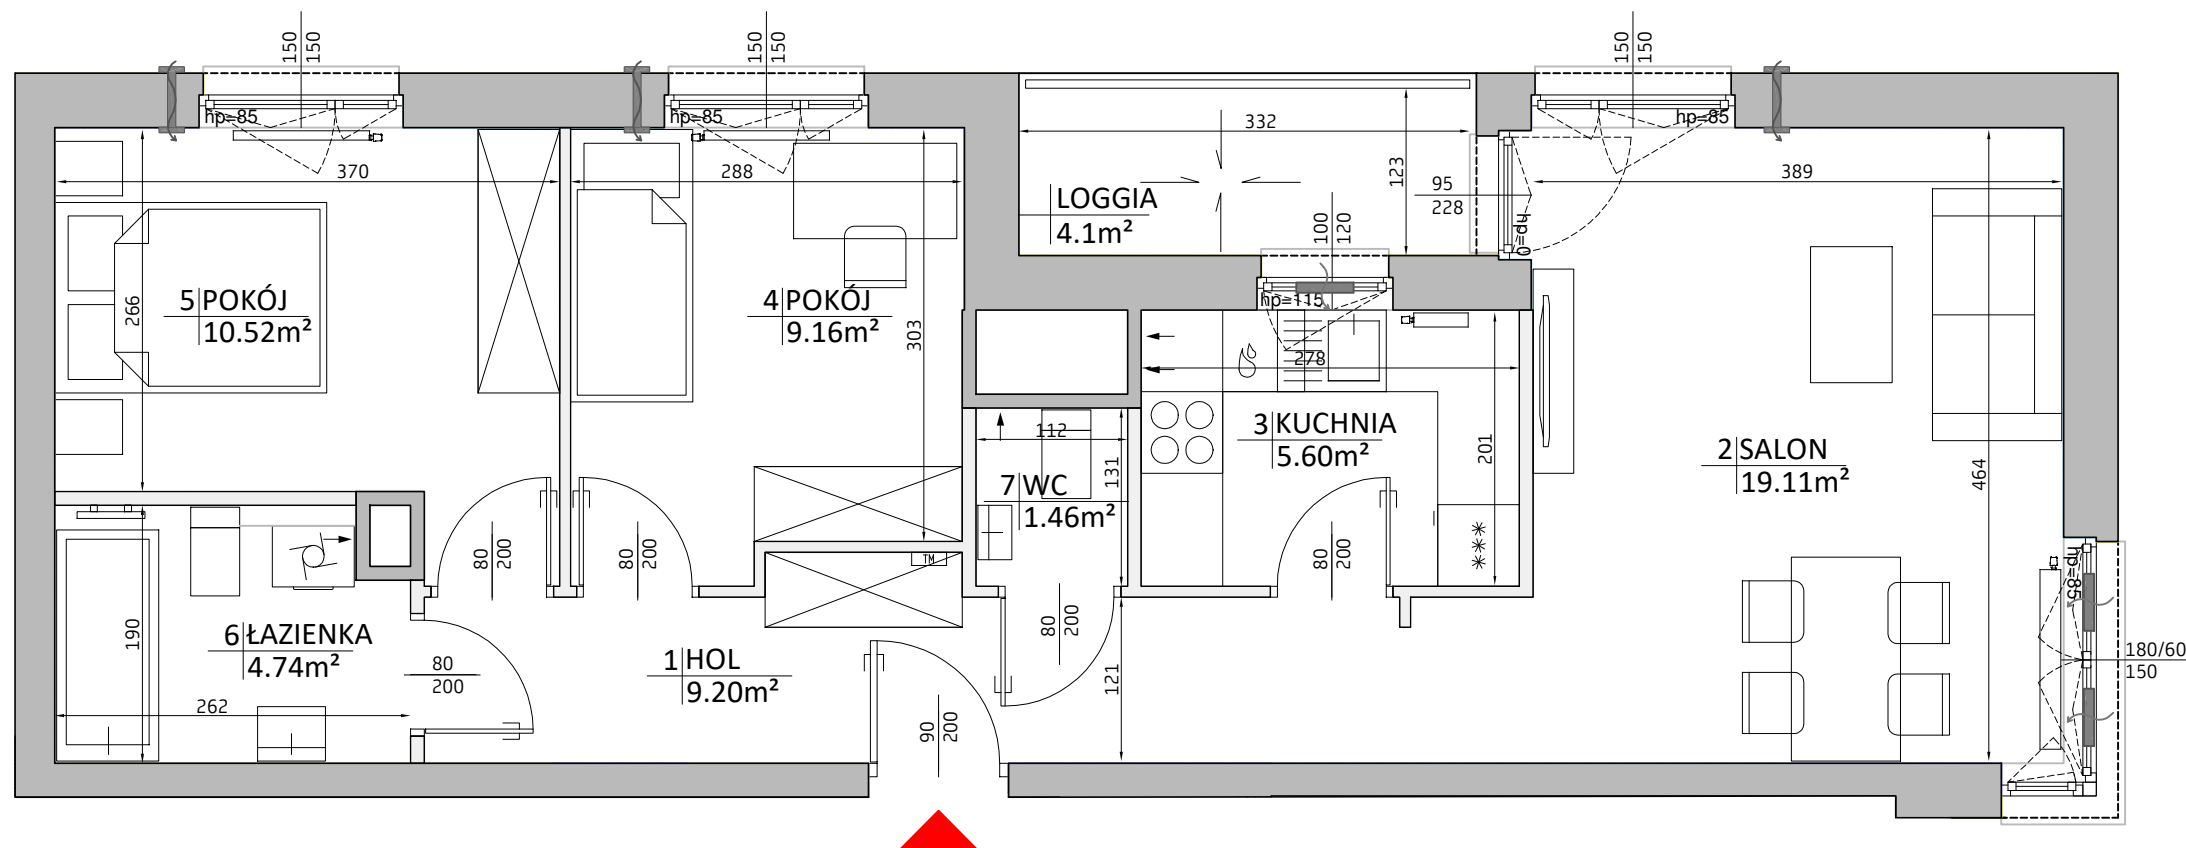 150
150
150
150
150
150
hp=85
hp=85
hp=85
370
288
332
123
95
228
hp=0
389
LOGGIA
4.1m²
100
120
hp=115
266
5 POKÓJ
10.52m²
4 POKÓJ
9.16m²
303
278
3 KUCHNIA
5.60m²
201
112
131
7 WC
1.46m²
2 SALON
19.11m²
464
80
200
80
200
80
200
***
TM
hp=85
190
6 ŁAZIENKA
4.74m²
80
200
262
1 HOL
9.20m²
80
200
121
90
200
180/60
150